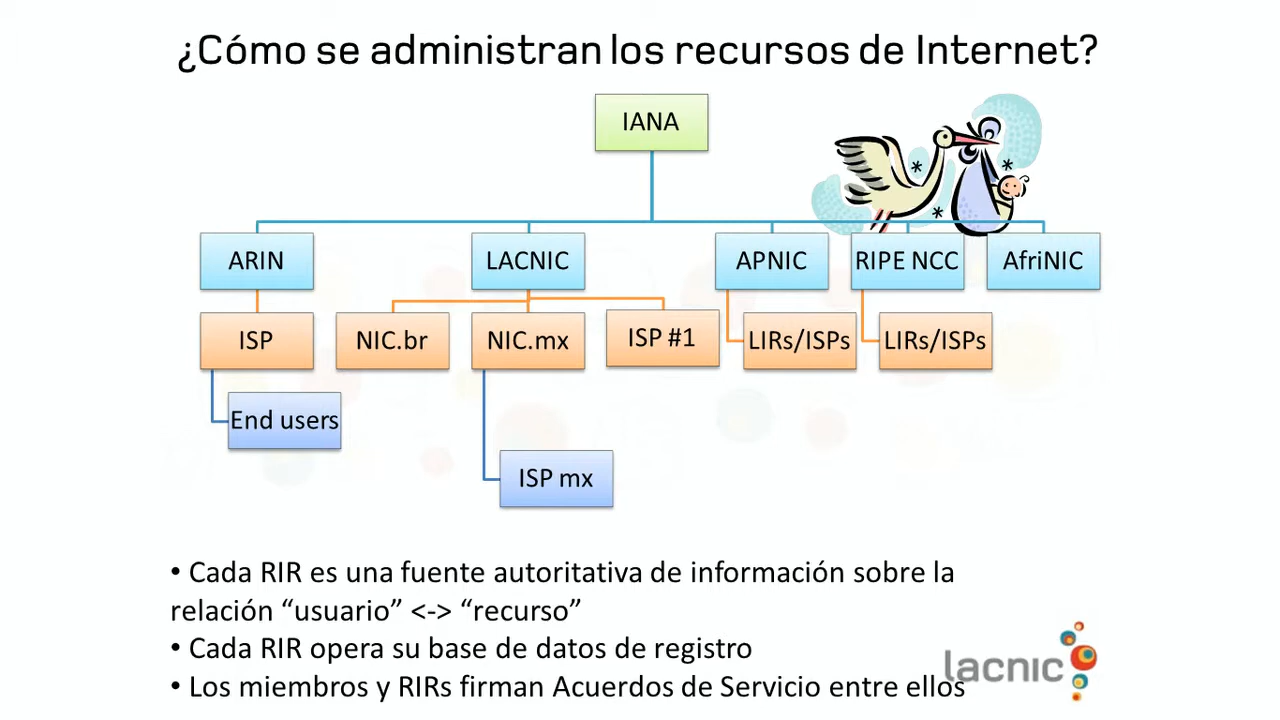 ¿Cómo se administran los recursos de Internet?
IANA
ARIN
LACNIC
APNIC
RIPE NCC
AfriNIC
ISP
NIC.br
NIC.mx
ISP #1
LIRs/ISPs
LIRs/ISPs
End users
ISP mx
• Cada RIR es una fuente autoritativa de información sobre la
relación “usuario” <-> “recurso”
• Cada RIR opera su base de datos de registro
• Los miembros y RIRs firman Acuerdos de Servicio entre ellos
lacnic